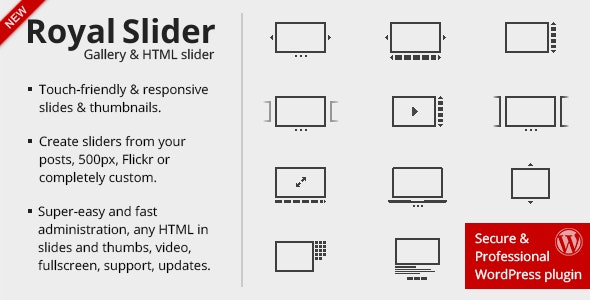 NEW
Royal Slider
Gallery & HTML slider
Touch-friendly & responsive
slides & thumbnails.
Create sliders from your
posts, 500px, Flickr or
completely custom.
Super-easy and fast
administration, any HTML in
slides and thumbs, video,
fullscreen, support, updates.
Secure &
Professional
WordPress plugin